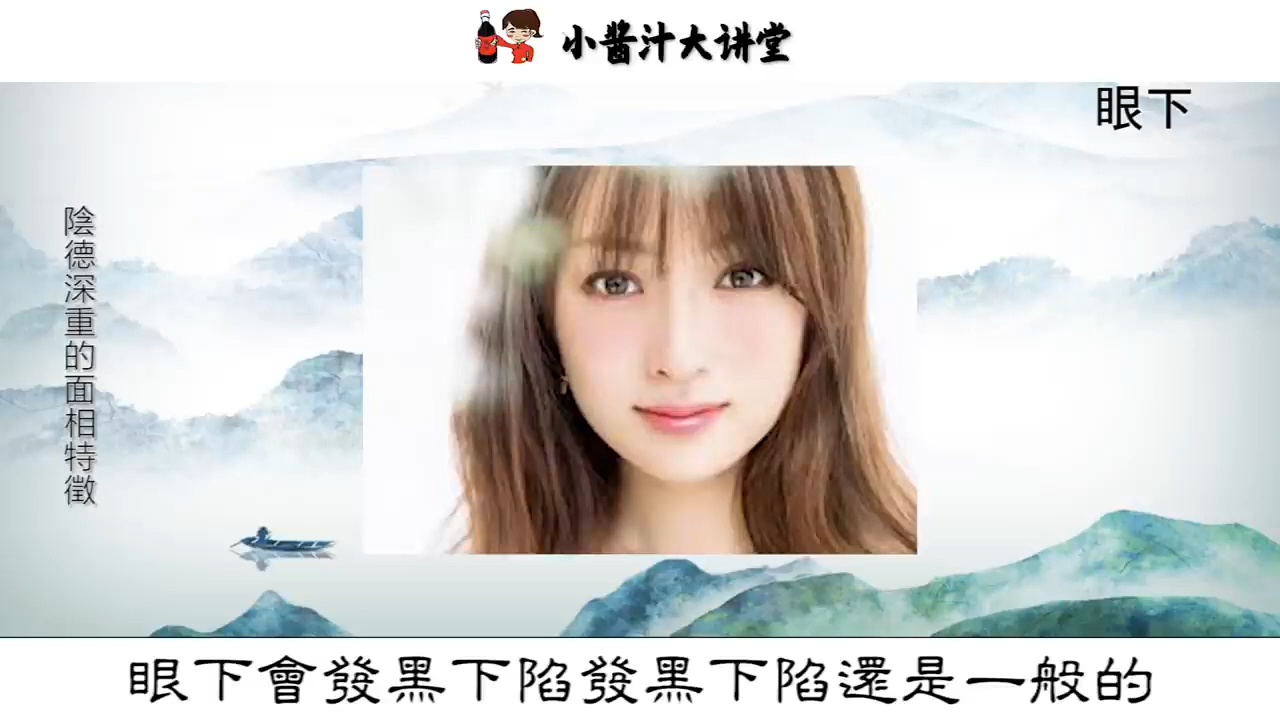 小醬汁大讲堂
眼下
陰德深重的面相特徵
眼下會發黑下陷發黑下陷還是一般的